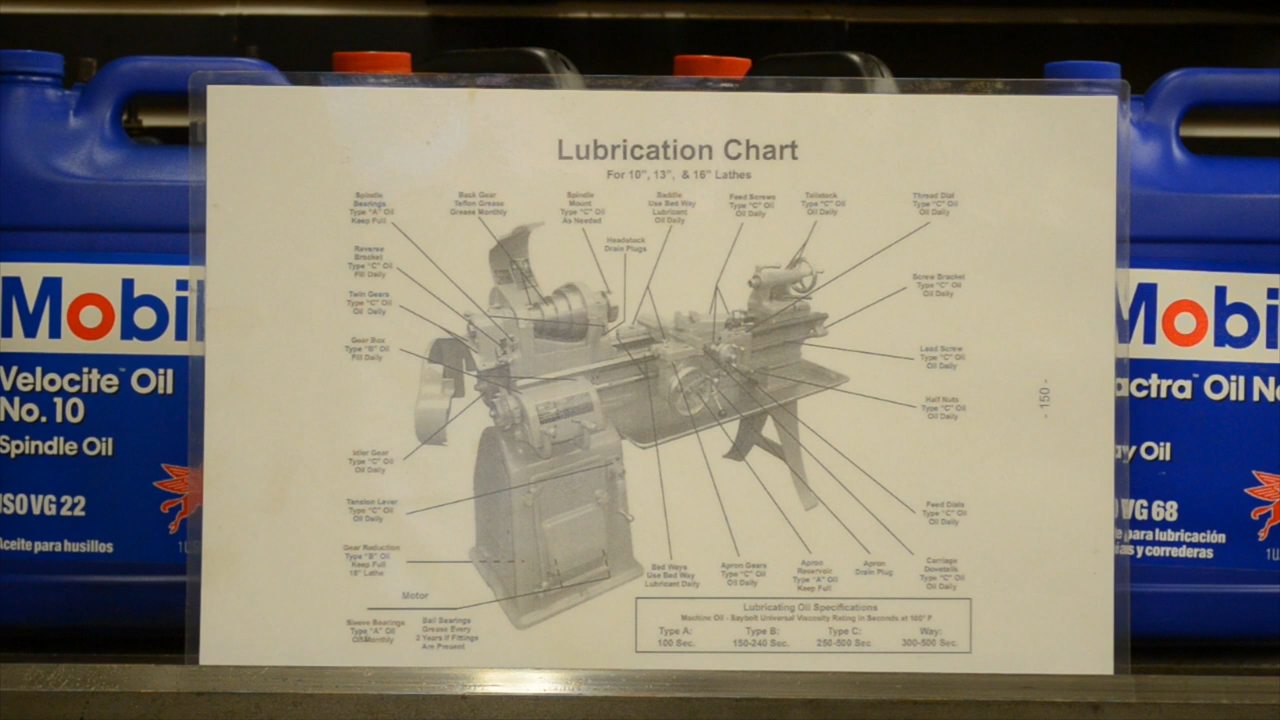 Lubrication Chart
For 10", 13", & 16" Lathes
Spindle
Bearings
Type "A" Oil
Keep Full
Back Gear
Teflon Grease
Grease Monthly
Spindle
Mount
Type "C" Oil
As Needed
Saddle
Use Bed Way
Lubricant
Oil Daily
Feed Screws
Type "C" Oil
Oil Daily
Tailstock
Type "C" Oil
Oil Daily
Thread Dial
Type "C" Oil
Oil Daily
Headstock
Drain Plugs
Reverse
Bracket
Type "C" Oil
Fill Daily
Twin Gears
Type "C" Oil
Oil Daily
Gear Box
Type "B" Oil
Fill Daily
Screw Bracket
Type "C" Oil
Oil Daily
Lead Screw
Type "C" Oil
Oil Daily
Half Nuts
Type "C" Oil
Oil Daily
- 150 -
Idler Gear
Type "C" Oil
Oil Daily
Tension Lever
Type "C" Oil
Oil Daily
Gear Reduction
Type "B" Oil
Keep Full
16" Lathe
Feed Dials
Type "C" Oil
Oil Daily
Bed Ways
Use Bed Way
Lubricant Daily
Apron Gears
Type "C" Oil
Oil Daily
Apron
Reservoir
Type "A" Oil
Keep Full
Apron
Drain Plug
Carriage
Dovetails
Type "C" Oil
Oil Daily
Motor
Sleeve Bearings
Type "A" Oil
Oil Monthly
Ball Bearings
Grease Every
2 Years if Fittings
Are Present
Lubricating Oil Specifications
Machine Oil - Saybolt Universal Viscosity Rating in Seconds at 100° F
Type A: Type B: Type C: Way:
100 Sec. 150-240 Sec. 250-500 Sec 300-500 Sec.
Mobil
Velocite™ Oil
No. 10
Spindle Oil
ISO VG 22
Aceite para husillos
Mobi
actra™ Oil No
ay Oil
VG 68
para lubricación
ías y correderas